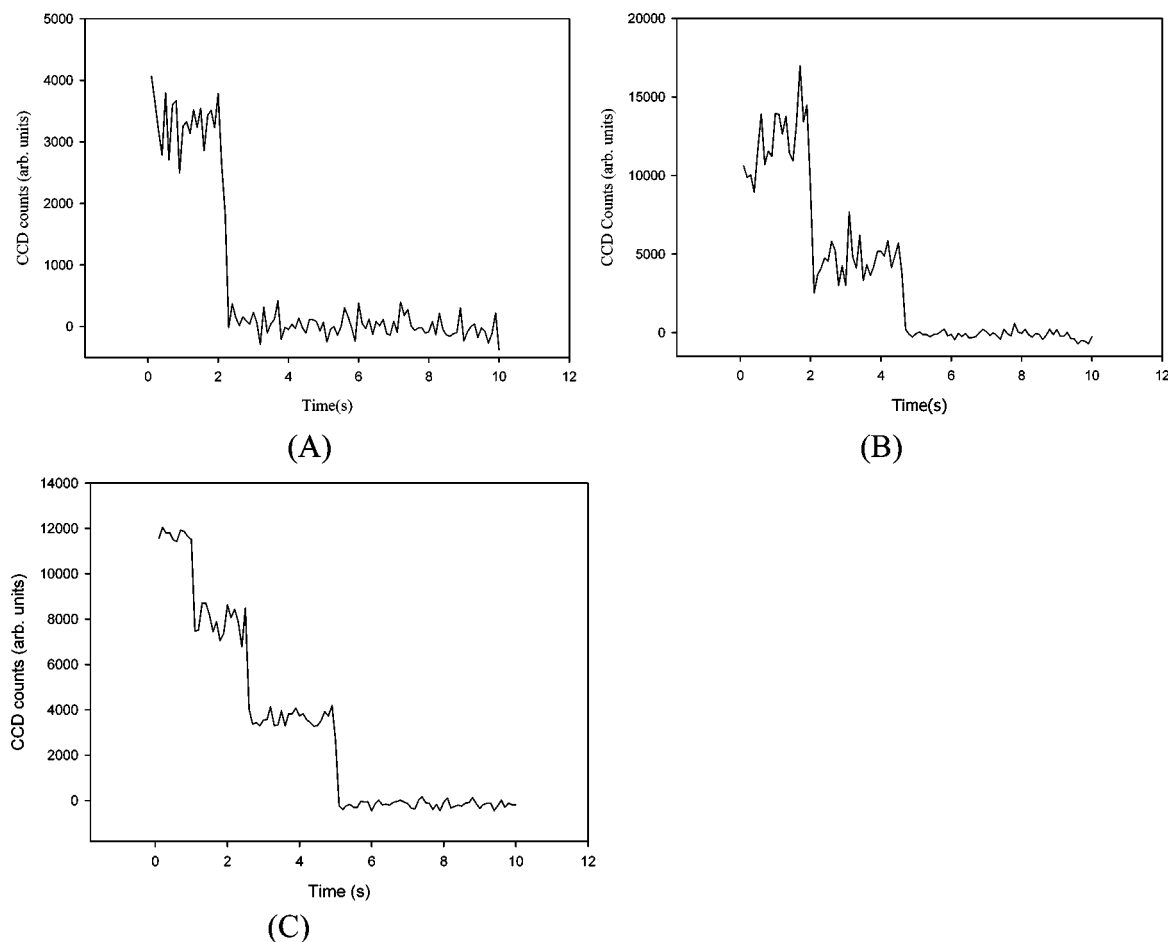 5000
4000
3000
2000
1000
0
CCD counts (arb. units)
0 2 4 6 8 10 12
Time(s)
(A)
20000
15000
10000
5000
0
CCD Counts (arb. units)
0 2 4 6 8 10 12
Time(s)
(B)
14000
12000
10000
8000
6000
4000
2000
0
CCD counts (arb. units)
0 2 4 6 8 10 12
Time (s)
(C)